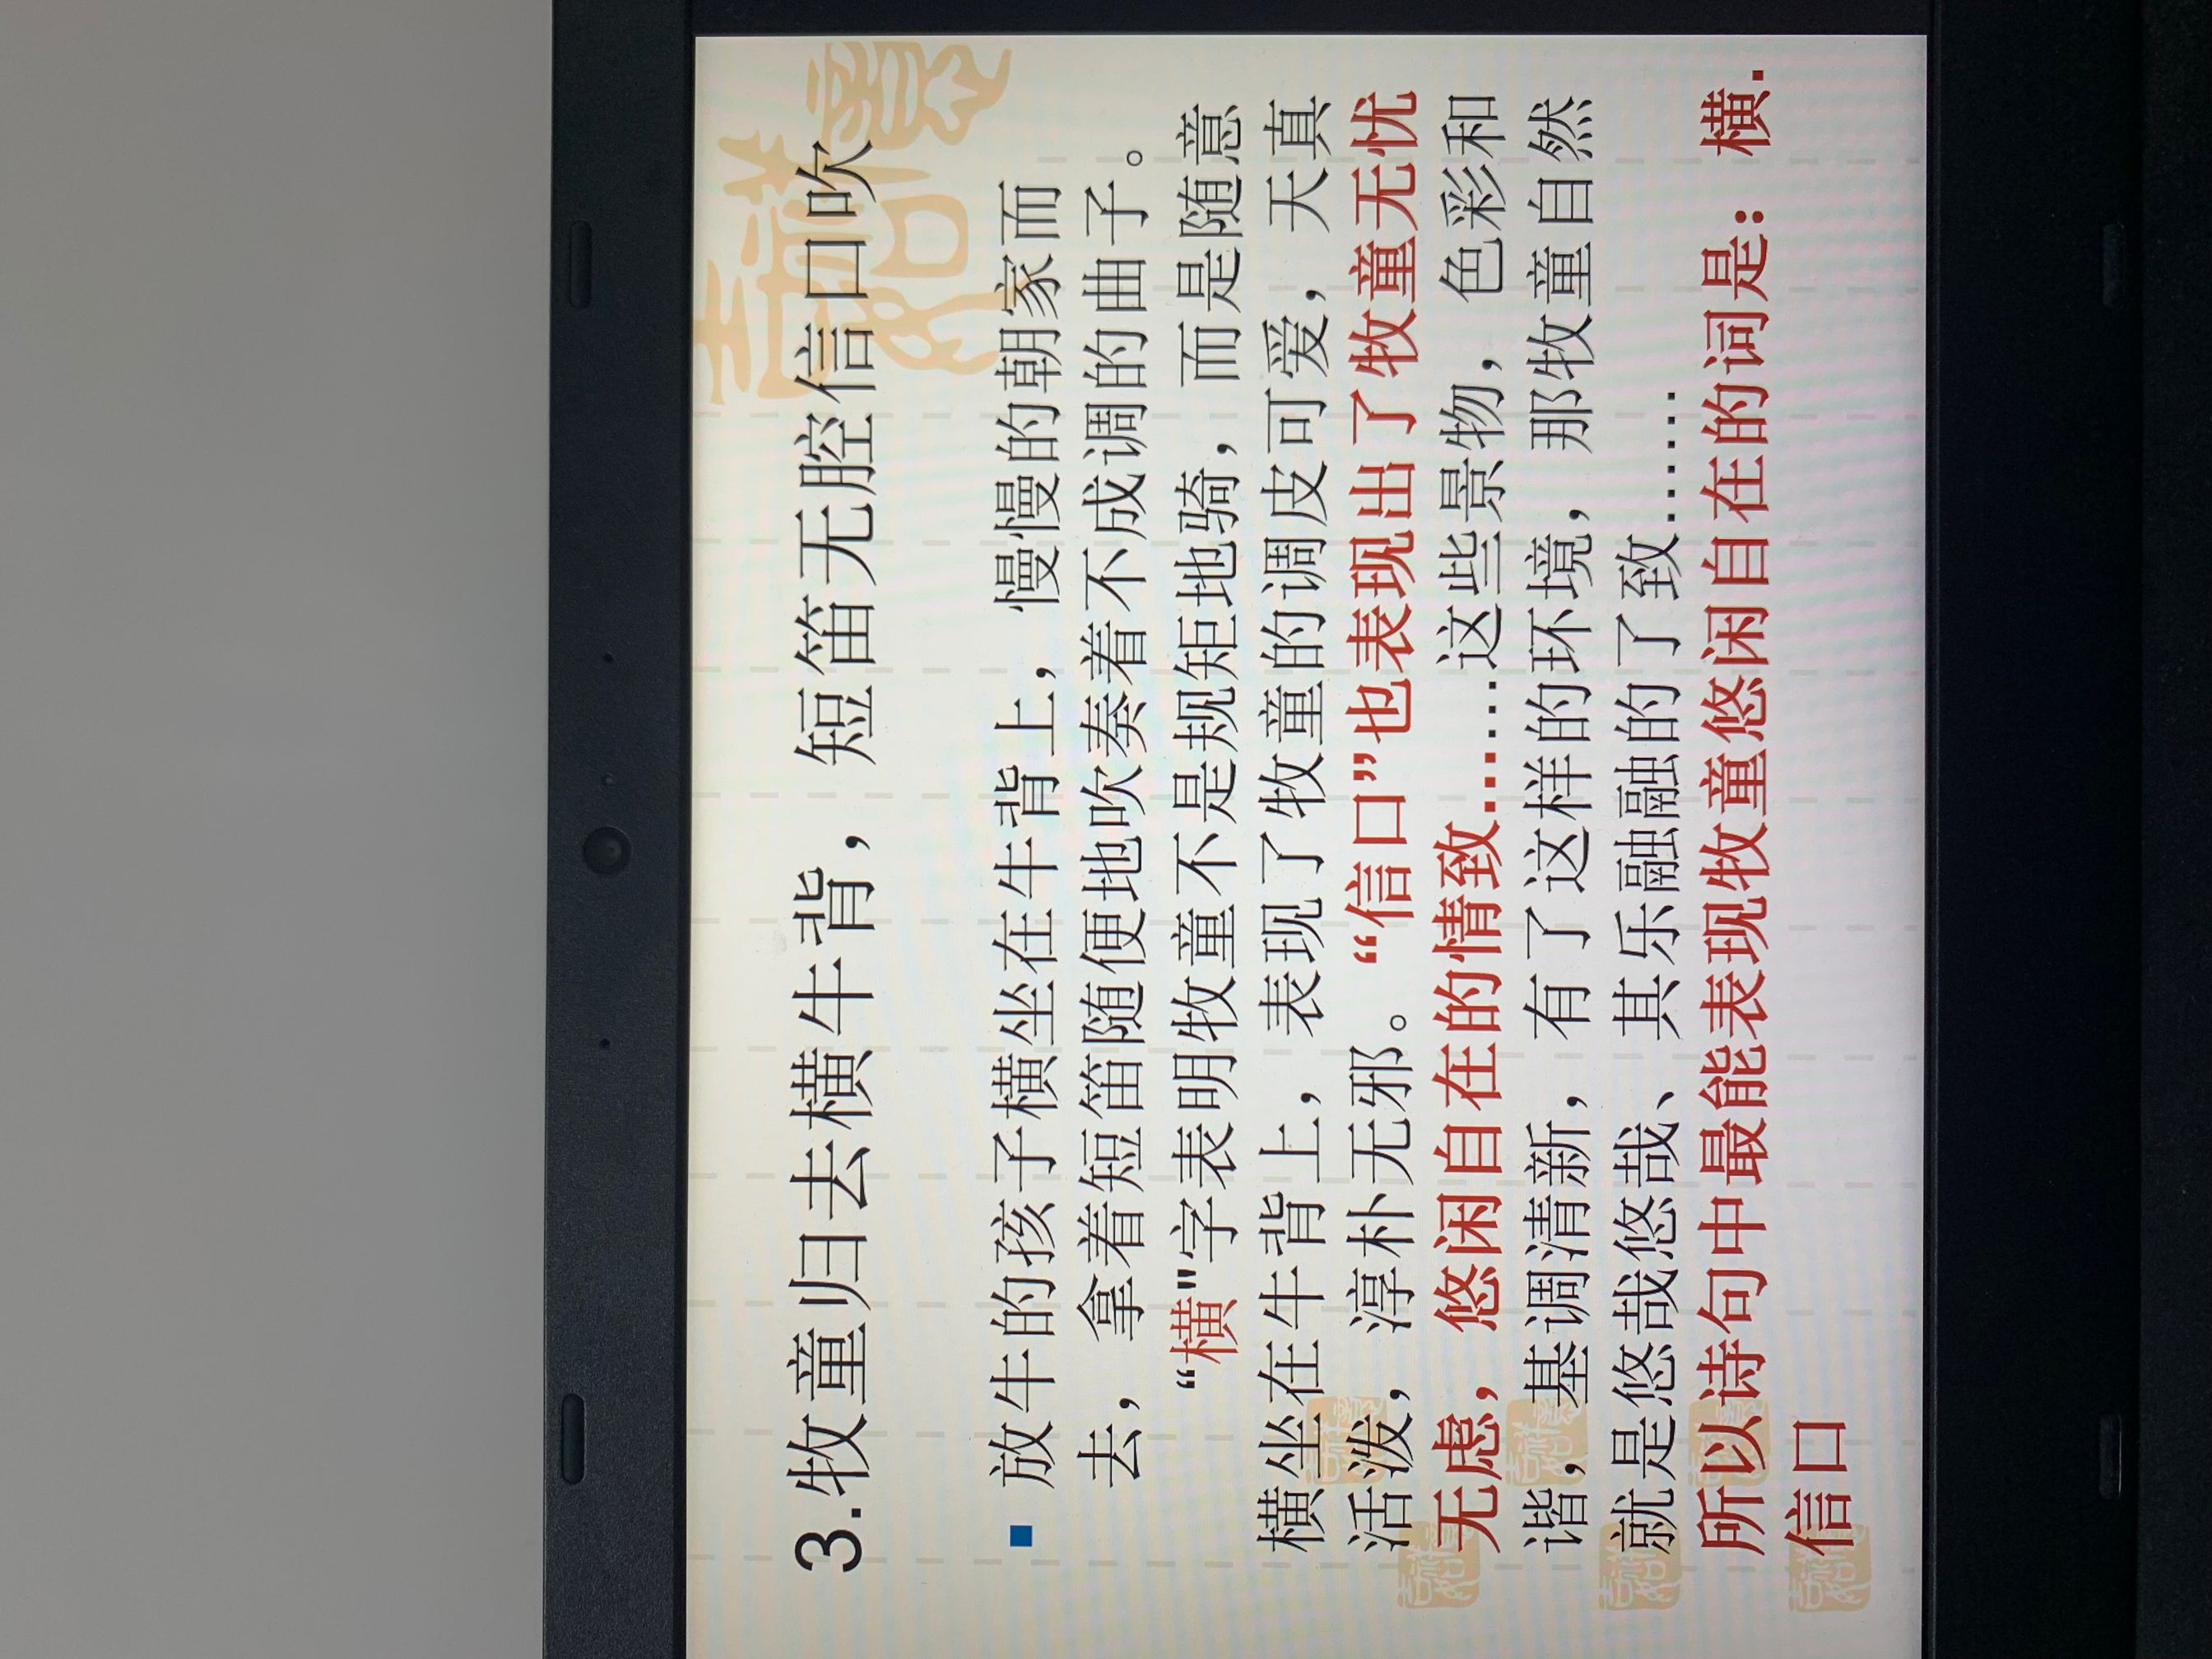 3.牧童归去横牛背，短笛无腔信口吹
放牛的孩子横坐在牛背上，慢慢的朝家而
去，拿着短笛随便地吹奏着不成调的曲子。
“横"字表明牧童不是规矩地骑，而是随意
横坐在牛背上，表现了牧童的调皮可爱，天真
活泼，淳朴无邪。“信口”也表现出了牧童无忧
无虑，悠闲自在的情致......这些景物，色彩和
谐，基调清新，有了这样的环境，那牧童自然
就是悠哉悠哉、其乐融融的了致......
所以诗句中最能表现牧童悠闲自在的词是：横.
信口
吉祥如意